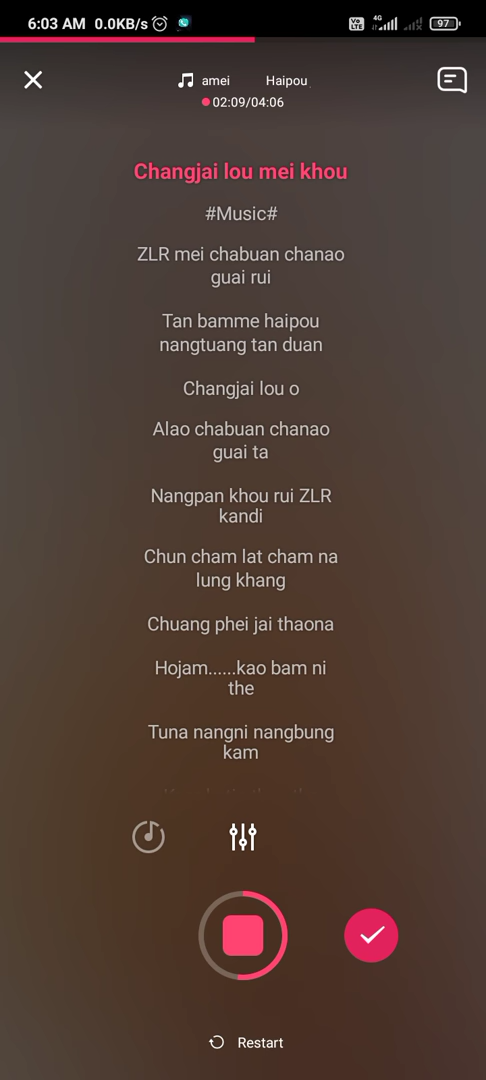 6:03 AM 0.0KB/s
Vo LTE 4G 97
amei Haipou
02:09/04:06
Changjai lou mei khou
#Music#
ZLR mei chabuan chanao
guai rui
Tan bamme haipou
nangtuang tan duan
Changjai lou o
Alao chabuan chanao
guai ta
Nangpan khou rui ZLR
kandi
Chun cham lat cham na
lung khang
Chuang phei jai thaona
Hojam......kao bam ni
the
Tuna nangni nangbung
kam
Restart